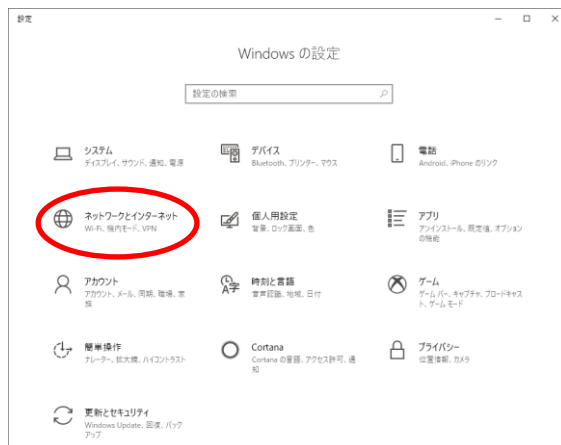 設定
Windows の設定
設定の検索
システム
ディスプレイ、サウンド、通知、電源
デバイス
Bluetooth、プリンター、マウス
電話
Android、iPhone のリンク
ネットワークとインターネット
Wi-Fi、機内モード、VPN
個人用設定
背景、ロック画面、色
アプリ
アンインストール、既定値、オプション
の機能
アカウント
アカウント、メール、同期、職場、家
族
時刻と言語
音声認識、地域、日付
ゲーム
ゲーム バー、キャプチャ、ブロードキャス
ト、ゲーム モード
簡単操作
ナレーター、拡大鏡、ハイコントラスト
Cortana
Cortana の言語、アクセス許可、通
知
プライバシー
位置情報、カメラ
更新とセキュリティ
Windows Update、回復、バック
アップ